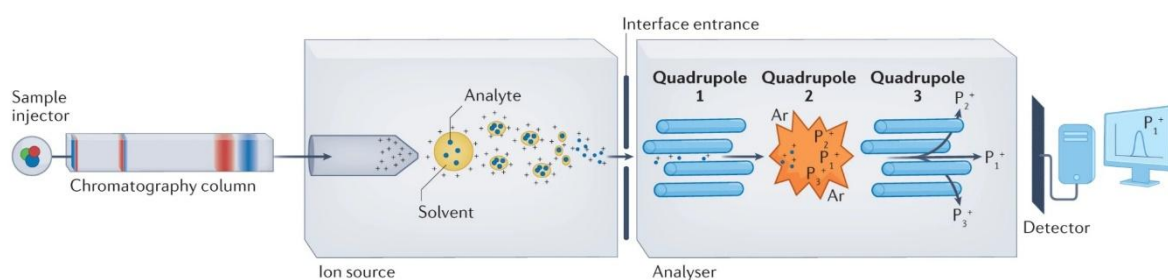 Sample
injector
Chromatography column
Analyte
Solvent
Ion source
Interface entrance
Quadrupole
1
Quadrupole
2
Quadrupole
3
Ar
P₂⁺
P₁⁺
P₃⁺
Ar
P₂⁺
P₁⁺
P₃⁺
Analyser
Detector
P₁⁺